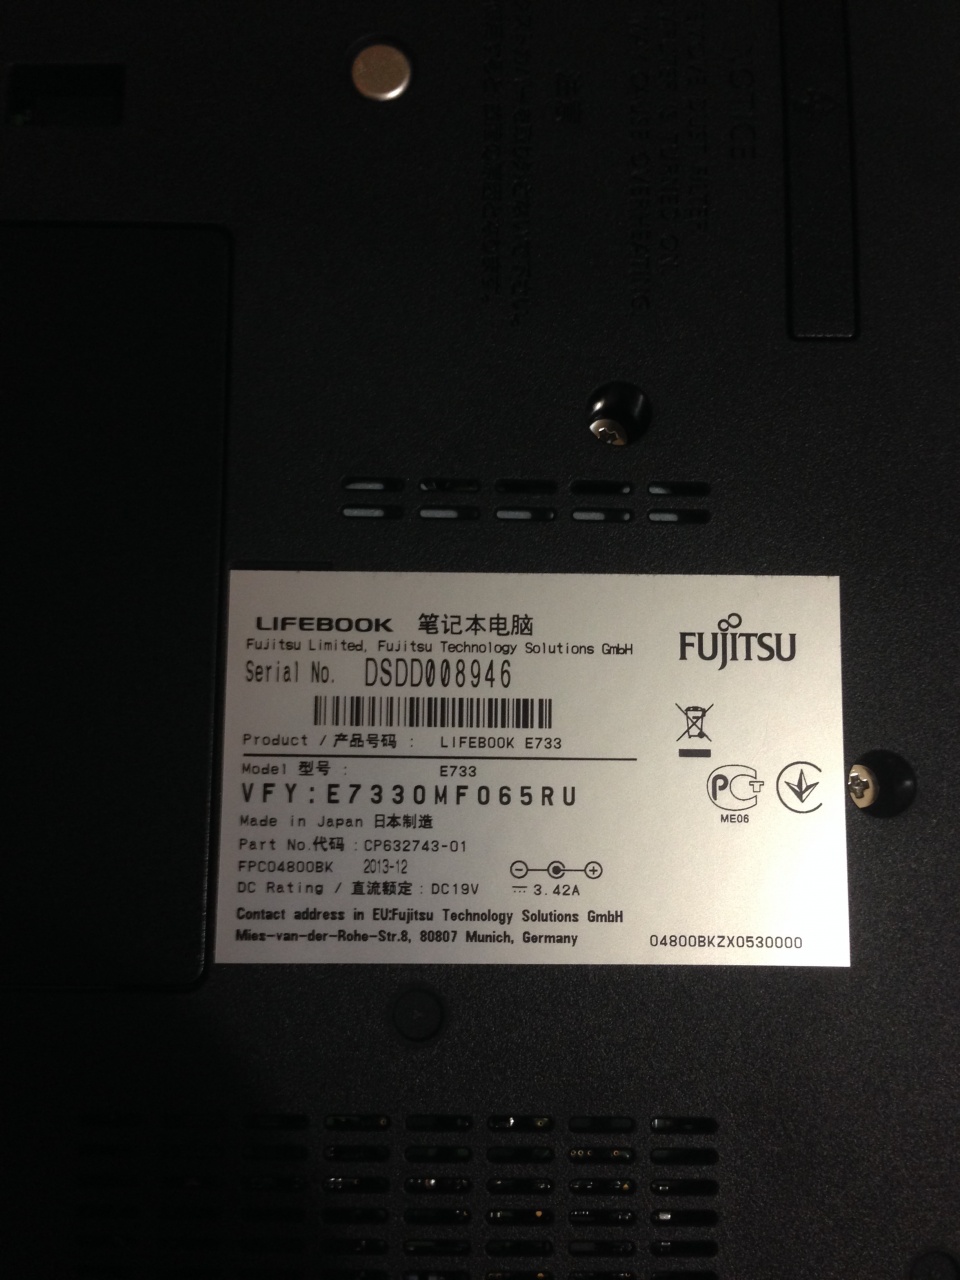 NOTICE
LIFEBOOK 笔记本电脑
FUJITSU
Fujitsu Limited, Fujitsu Technology Solutions GmbH
Serial No. DSDD008946
Product / 产品号码 : LIFEBOOK E733
Model 型号 : E733
VFY:E7330MF065RU
Made in Japan 日本制造
Part No.代码 : CP632743-01
FPC04800BK 2013-12
DC Rating / 直流额定 : DC19V 3.42A
Contact address in EU:Fujitsu Technology Solutions GmbH
Mies-van-der-Rohe-Str.8, 80807 Munich, Germany
04800BKZX0530000
PCT
ME06